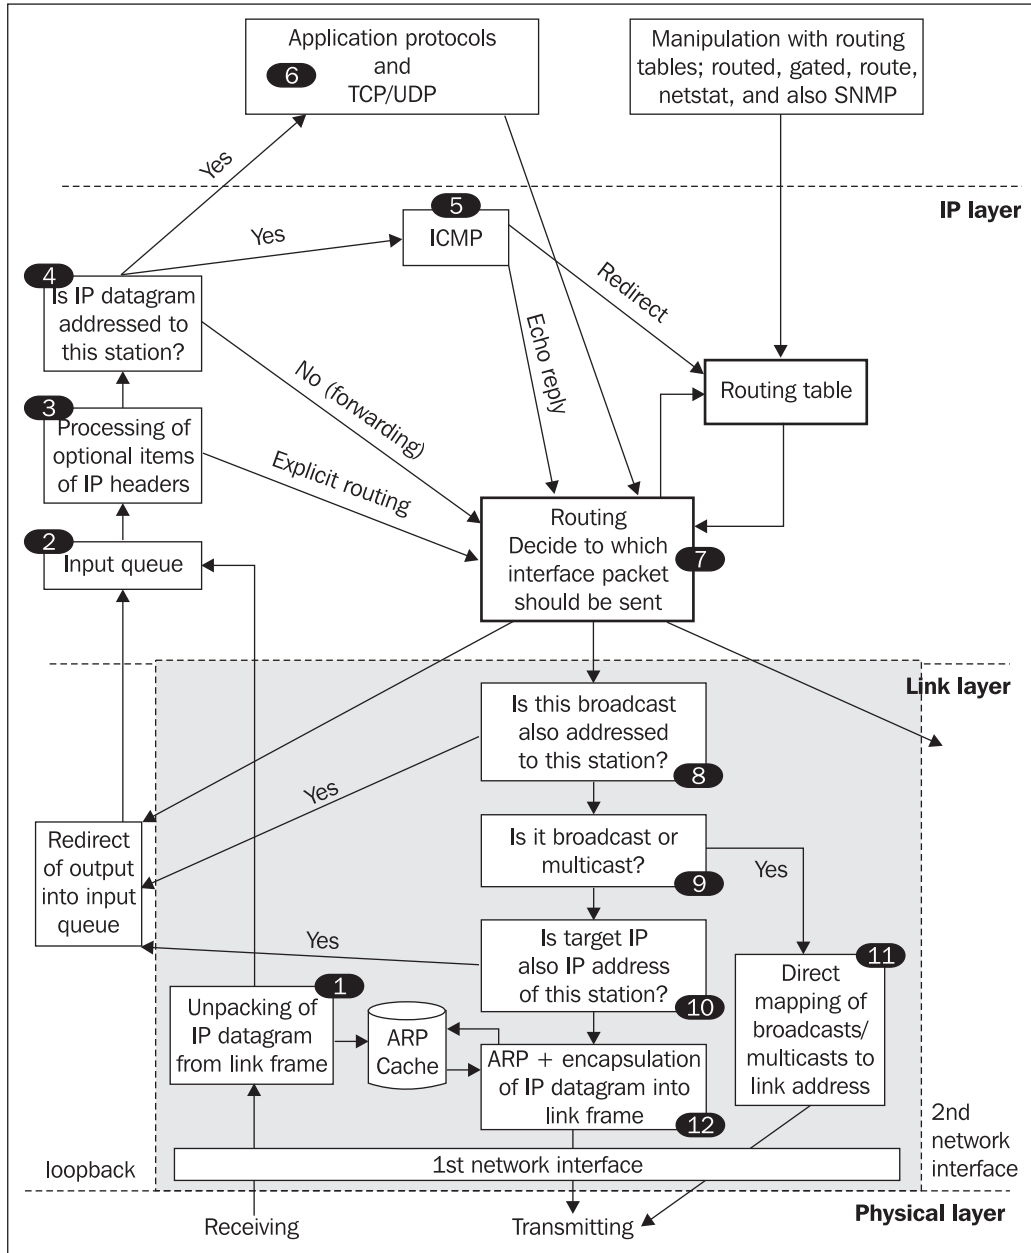 Application protocols
and
6
TCP/UDP
Manipulation with routing
tables; routed, gated, route,
netstat, and also SNMP
Yes
IP layer
5
ICMP
Yes
Redirect
Echo reply
4
Is IP datagram
addressed to
this station?
No (forwarding)
Routing table
3
Processing of
optional items
of IP headers
Explicit routing
2
Input queue
Routing
Decide to which
interface packet
should be sent
7
Link layer
Is this broadcast
also addressed
to this station?
8
Yes
Redirect
of output
into input
queue
Is it broadcast or
multicast?
9
Yes
Is target IP
also IP address
of this station?
10
Yes
11
Direct
mapping of
broadcasts/
multicasts to
link address
1
Unpacking of
IP datagram
from link frame
ARP
Cache
ARP + encapsulation
of IP datagram into
link frame
12
2nd
network
interface
loopback
1st network interface
Physical layer
Receiving
Transmitting